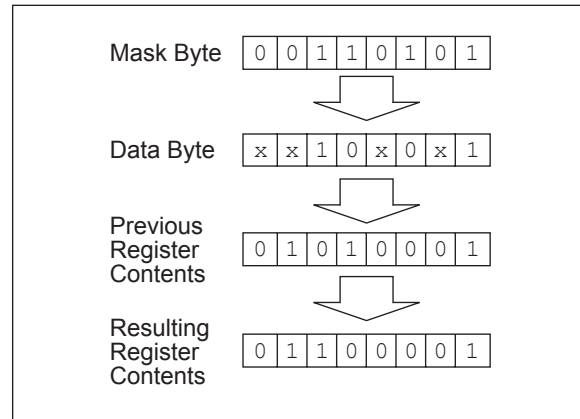 Mask Byte 0 0 1 1 0 1 0 1
Data Byte x x 1 0 x 0 x 1
Previous
Register 0 1 0 1 0 0 0 1
Contents
Resulting
Register 0 1 1 0 0 0 0 1
Contents